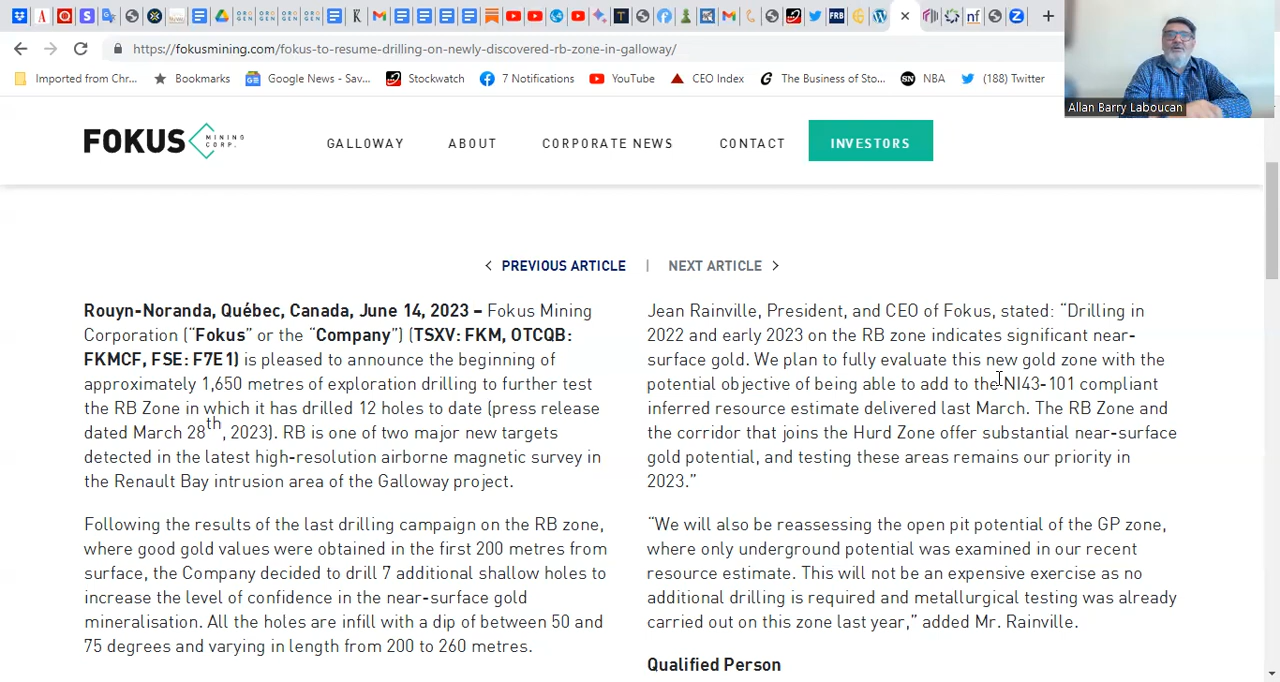 https://fokusmining.com/fokus-to-resume-drilling-on-newly-discovered-rb-zone-in-galloway/
Imported from Chr...
Bookmarks
Google News - Sav...
Stockwatch
7 Notifications
YouTube
CEO Index
The Business of Sto...
NBA
(188) Twitter
Allan Barry Laboucan
FOKUS MINING CORP.
GALLOWAY
ABOUT
CORPORATE NEWS
CONTACT
INVESTORS
< PREVIOUS ARTICLE | NEXT ARTICLE >
Rouyn-Noranda, Québec, Canada, June 14, 2023 – Fokus Mining
Corporation (“Fokus” or the “Company”) (TSXV: FKM, OTCQB:
FKMCF, FSE: F7E1) is pleased to announce the beginning of
approximately 1,650 metres of exploration drilling to further test
the RB Zone in which it has drilled 12 holes to date (press release
dated March 28th, 2023). RB is one of two major new targets
detected in the latest high-resolution airborne magnetic survey in
the Renault Bay intrusion area of the Galloway project.
Following the results of the last drilling campaign on the RB zone,
where good gold values were obtained in the first 200 metres from
surface, the Company decided to drill 7 additional shallow holes to
increase the level of confidence in the near-surface gold
mineralisation. All the holes are infill with a dip of between 50 and
75 degrees and varying in length from 200 to 260 metres.
Jean Rainville, President, and CEO of Fokus, stated: “Drilling in
2022 and early 2023 on the RB zone indicates significant near-
surface gold. We plan to fully evaluate this new gold zone with the
potential objective of being able to add to the NI43-101 compliant
inferred resource estimate delivered last March. The RB Zone and
the corridor that joins the Hurd Zone offer substantial near-surface
gold potential, and testing these areas remains our priority in
2023.”
“We will also be reassessing the open pit potential of the GP zone,
where only underground potential was examined in our recent
resource estimate. This will not be an expensive exercise as no
additional drilling is required and metallurgical testing was already
carried out on this zone last year,” added Mr. Rainville.
Qualified Person